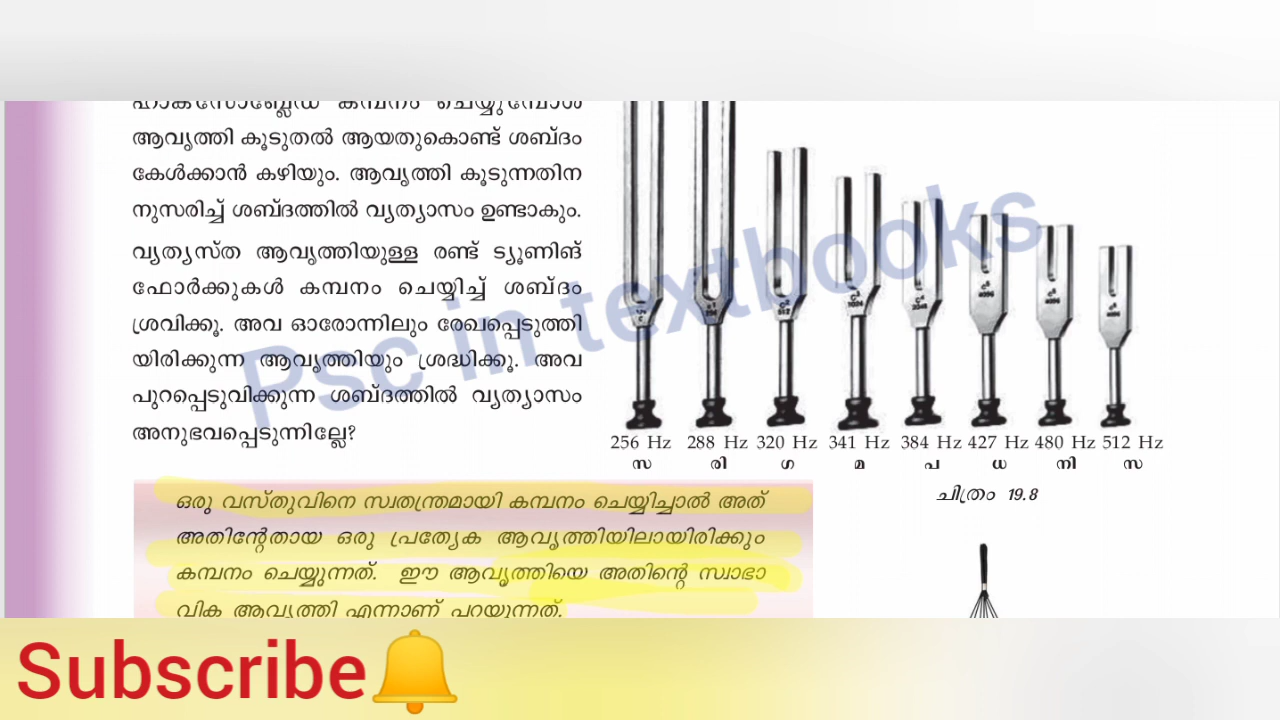 ഹാക്സോബ്ലേഡ് കമ്പനം ചെയ്യുമ്പോൾ
ആവൃത്തി കൂടുതൽ ആയതുകൊണ്ട് ശബ്ദം
കേൾക്കാൻ കഴിയും. ആവൃത്തി കൂടുന്നതിന
നുസരിച്ച് ശബ്ദത്തിൽ വ്യത്യാസം ഉണ്ടാകും.
വ്യത്യസ്ത ആവൃത്തിയുള്ള രണ്ട് ട്യൂണിങ്
ഫോർക്കുകൾ കമ്പനം ചെയ്യിച്ച് ശബ്ദം
ശ്രവിക്കൂ. അവ ഓരോന്നിലും രേഖപ്പെടുത്തി
യിരിക്കുന്ന ആവൃത്തിയും ശ്രദ്ധിക്കൂ. അവ
പുറപ്പെടുവിക്കുന്ന ശബ്ദത്തിൽ വ്യത്യാസം
അനുഭവപ്പെടുന്നില്ലേ?
256 Hz 288 Hz 320 Hz 341 Hz 384 Hz 427 Hz 480 Hz 512 Hz
സ രി ഗ മ പ ധ നി സ
ചിത്രം 19.8
ഒരു വസ്തുവിനെ സ്വതന്ത്രമായി കമ്പനം ചെയ്യിച്ചാൽ അത്
അതിന്റേതായ ഒരു പ്രത്യേക ആവൃത്തിയിലായിരിക്കും
കമ്പനം ചെയ്യുന്നത്. ഈ ആവൃത്തിയെ അതിന്റെ സ്വാഭാ
വിക ആവൃത്തി എന്നാണ് പറയുന്നത്.
Psc in textbooks
Subscribe